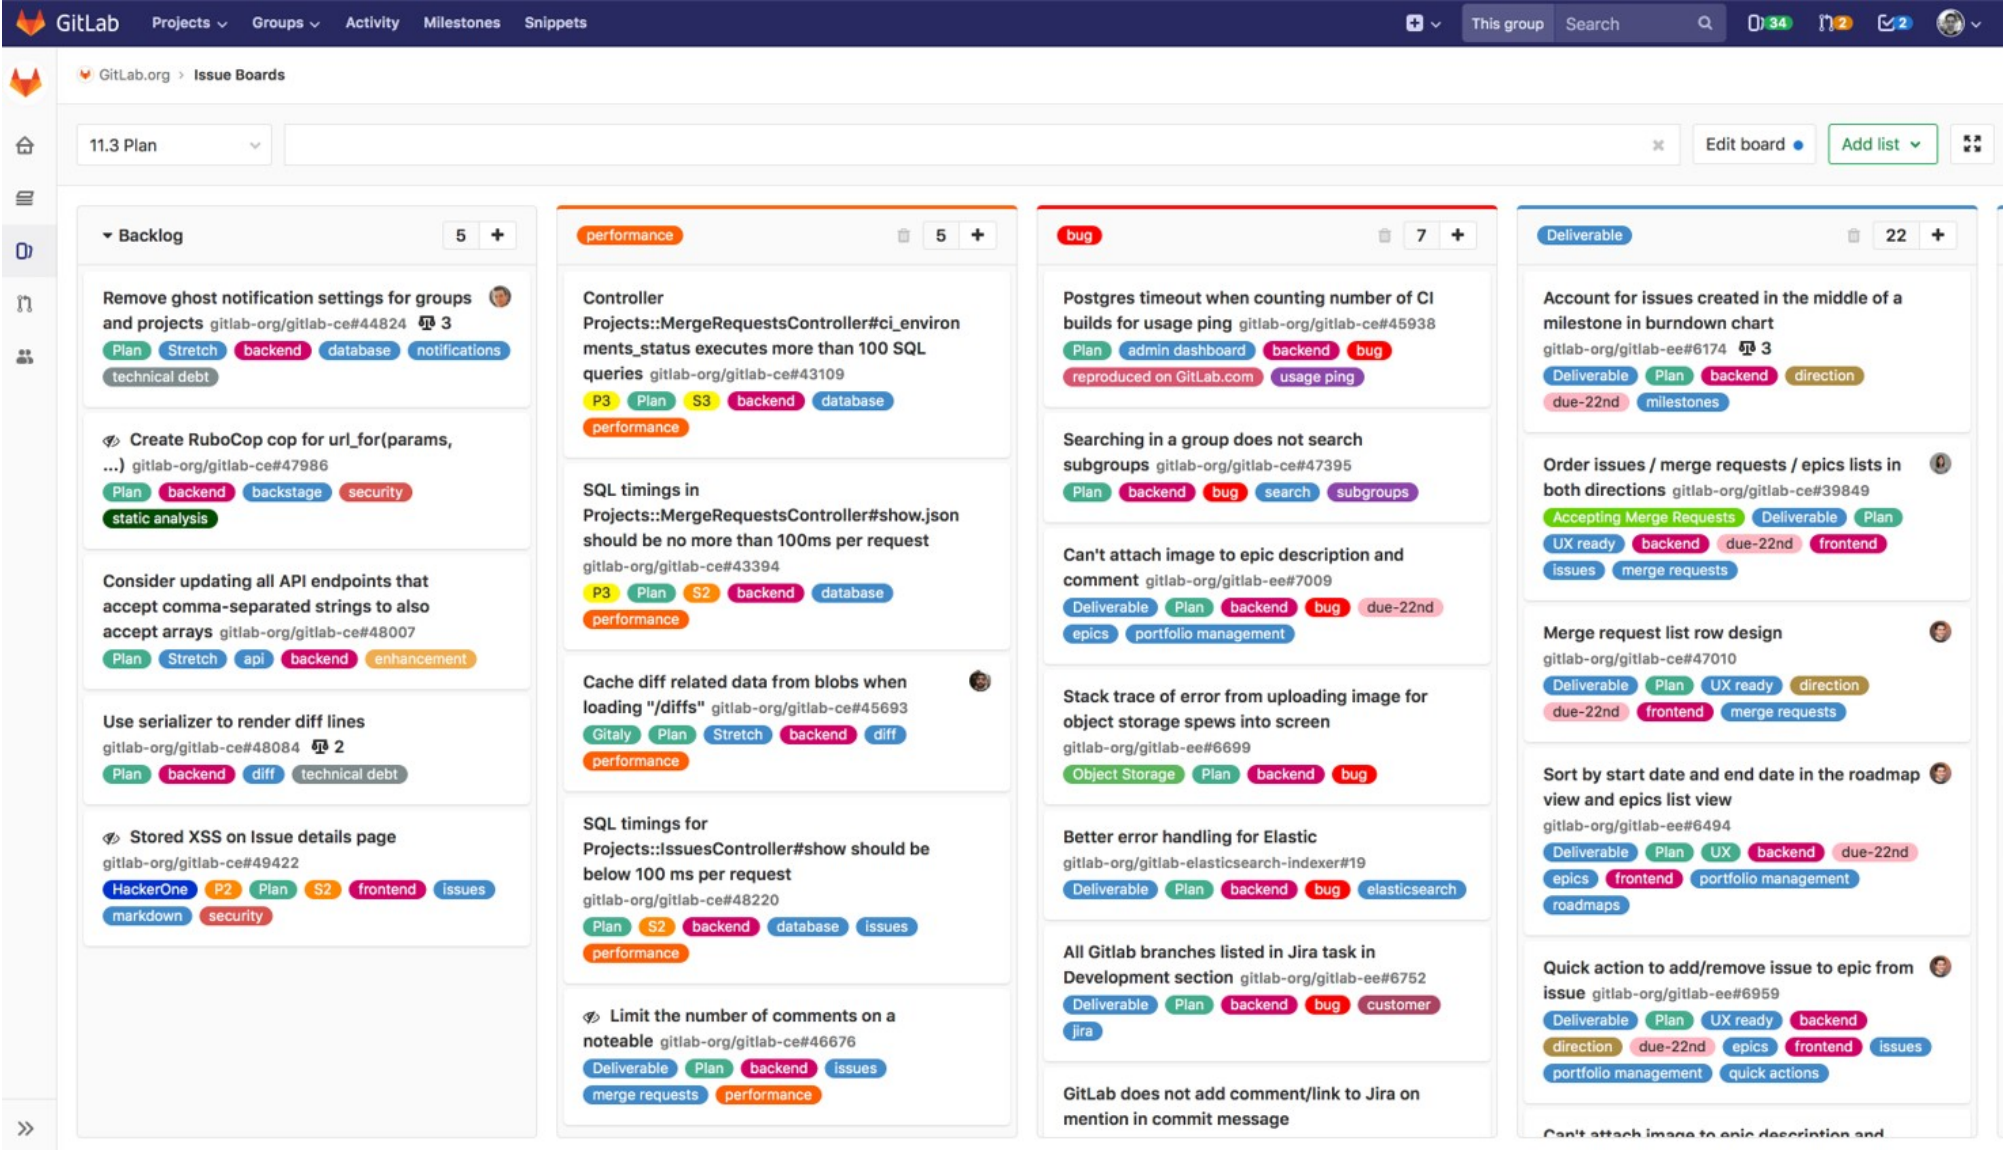 GitLab Projects Groups Activity Milestones Snippets This group Search 34 2 2
GitLab.org › Issue Boards
11.3 Plan Edit board Add list
Backlog 5 +
Remove ghost notification settings for groups
and projects gitlab-org/gitlab-ce#44824 3
Plan Stretch backend database notifications
technical debt
Create RuboCop cop for url_for(params,
...) gitlab-org/gitlab-ce#47986
Plan backend backstage security
static analysis
Consider updating all API endpoints that
accept comma-separated strings to also
accept arrays gitlab-org/gitlab-ce#48007
Plan Stretch api backend enhancement
Use serializer to render diff lines
gitlab-org/gitlab-ce#48084 2
Plan backend diff technical debt
Stored XSS on Issue details page
gitlab-org/gitlab-ce#49422
HackerOne P2 Plan S2 frontend issues
markdown security
performance 5 +
Controller
Projects::MergeRequestsController#ci_environ
ments_status executes more than 100 SQL
queries gitlab-org/gitlab-ce#43109
P3 Plan S3 backend database
performance
SQL timings in
Projects::MergeRequestsController#show.json
should be no more than 100ms per request
gitlab-org/gitlab-ce#43394
P3 Plan S2 backend database
performance
Cache diff related data from blobs when
loading "/diffs" gitlab-org/gitlab-ce#45693
Gitaly Plan Stretch backend diff
performance
SQL timings for
Projects::IssuesController#show should be
below 100 ms per request
gitlab-org/gitlab-ce#48220
Plan S2 backend database issues
performance
Limit the number of comments on a
noteable gitlab-org/gitlab-ce#46676
Deliverable Plan backend issues
merge requests performance
bug 7 +
Postgres timeout when counting number of CI
builds for usage ping gitlab-org/gitlab-ce#45938
Plan admin dashboard backend bug
reproduced on GitLab.com usage ping
Searching in a group does not search
subgroups gitlab-org/gitlab-ce#47395
Plan backend bug search subgroups
Can't attach image to epic description and
comment gitlab-org/gitlab-ee#7009
Deliverable Plan backend bug due-22nd
epics portfolio management
Stack trace of error from uploading image for
object storage spews into screen
gitlab-org/gitlab-ee#6699
Object Storage Plan backend bug
Better error handling for Elastic
gitlab-org/gitlab-elasticsearch-indexer#19
Deliverable Plan backend bug elasticsearch
All Gitlab branches listed in Jira task in
Development section gitlab-org/gitlab-ee#6752
Deliverable Plan backend bug customer
jira
GitLab does not add comment/link to Jira on
mention in commit message
Deliverable 22 +
Account for issues created in the middle of a
milestone in burndown chart
gitlab-org/gitlab-ee#6174 3
Deliverable Plan backend direction
due-22nd milestones
Order issues / merge requests / epics lists in
both directions gitlab-org/gitlab-ce#39849
Accepting Merge Requests Deliverable Plan
UX ready backend due-22nd frontend
issues merge requests
Merge request list row design
gitlab-org/gitlab-ce#47010
Deliverable Plan UX ready direction
due-22nd frontend merge requests
Sort by start date and end date in the roadmap
view and epics list view
gitlab-org/gitlab-ee#6494
Deliverable Plan UX backend due-22nd
epics frontend portfolio management
roadmaps
Quick action to add/remove issue to epic from
issue gitlab-org/gitlab-ee#6959
Deliverable Plan UX ready backend
direction due-22nd epics frontend issues
portfolio management quick actions
Can't attach image to epic description and